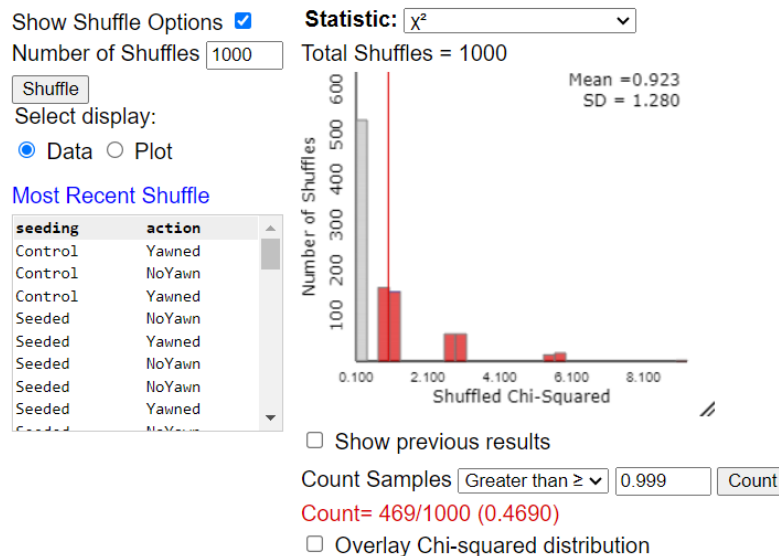 Show Shuffle Options
Number of Shuffles 1000
Shuffle
Select display:
Data Plot
Most Recent Shuffle
seeding action
Control Yawned
Control NoYawn
Control Yawned
Seeded NoYawn
Seeded Yawned
Seeded NoYawn
Seeded NoYawn
Seeded Yawned
Seeded NoYawn
Statistic: χ²
Total Shuffles = 1000
Mean =0.923
SD = 1.280
Number of Shuffles
600
500
400
300
200
100
0.100 2.100 4.100 6.100 8.100
Shuffled Chi-Squared
Show previous results
Count Samples Greater than ≥ 0.999 Count
Count= 469/1000 (0.4690)
Overlay Chi-squared distribution